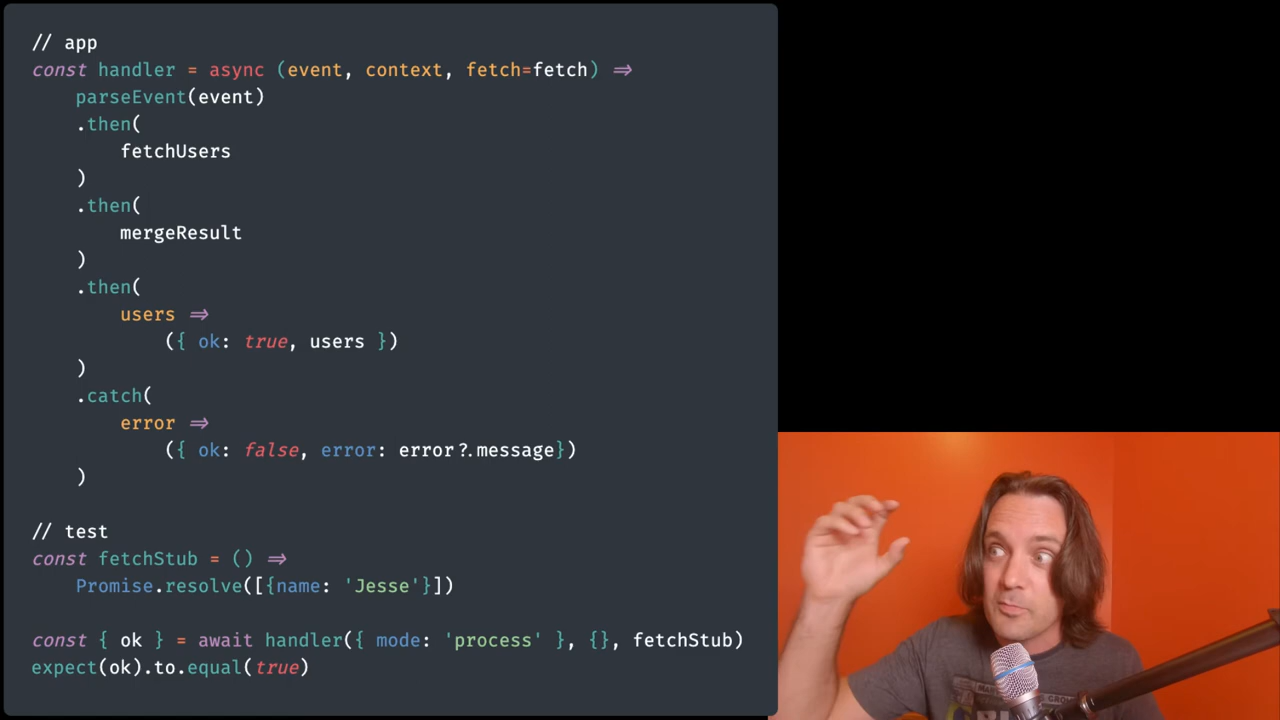 // app
const handler = async (event, context, fetch=fetch) =>
parseEvent(event)
.then(
fetchUsers
)
.then(
mergeResult
)
.then(
users =>
({ ok: true, users })
)
.catch(
error =>
({ ok: false, error: error?.message})
)
// test
const fetchStub = () =>
Promise.resolve([{name: 'Jesse'}])
const { ok } = await handler({ mode: 'process' }, {}, fetchStub)
expect(ok).to.equal(true)